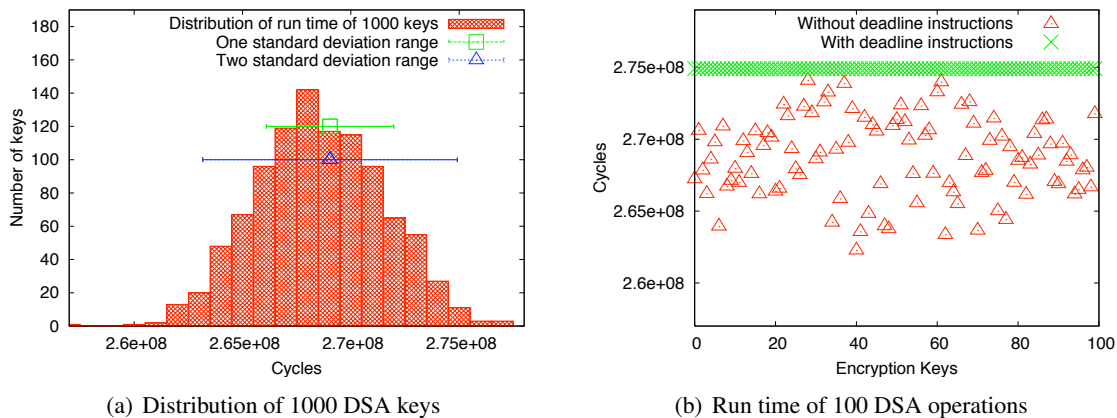 Distribution of run time of 1000 keys
One standard deviation range
Two standard deviation range
Number of keys
180
160
140
120
100
80
60
40
20
0
2.6e+08 2.65e+08 2.7e+08 2.75e+08
Cycles
(a) Distribution of 1000 DSA keys
Without deadline instructions
With deadline instructions
Cycles
2.75e+08
2.7e+08
2.65e+08
2.6e+08
0 20 40 60 80 100
Encryption Keys
(b) Run time of 100 DSA operations